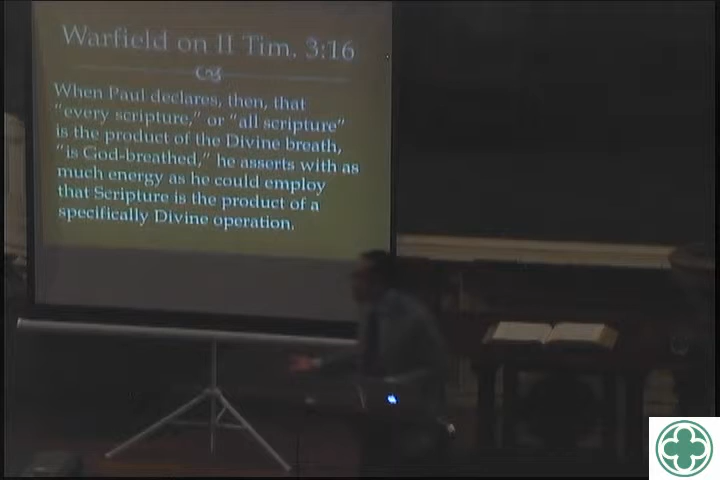 Warfield on II Tim. 3:16
When Paul declares, then, that
"every scripture," or "all scripture"
is the product of the Divine breath,
"is God-breathed," he asserts with as
much energy as he could employ
that Scripture is the product of a
specifically Divine operation.